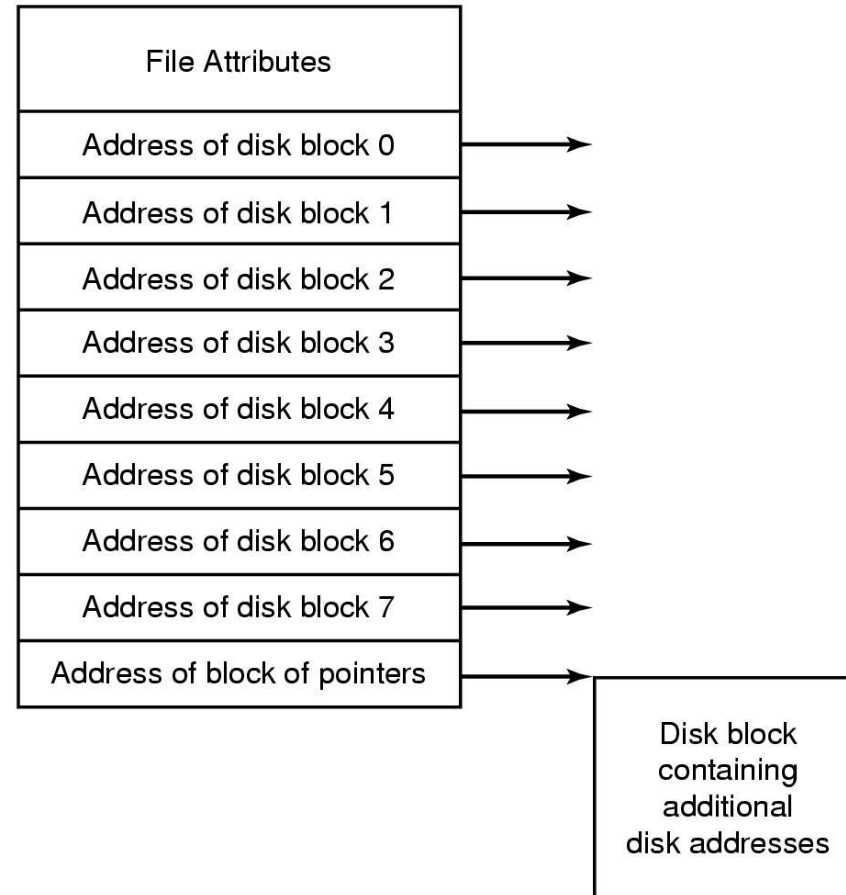 File Attributes
Address of disk block 0
Address of disk block 1
Address of disk block 2
Address of disk block 3
Address of disk block 4
Address of disk block 5
Address of disk block 6
Address of disk block 7
Address of block of pointers
Disk block
containing
additional
disk addresses